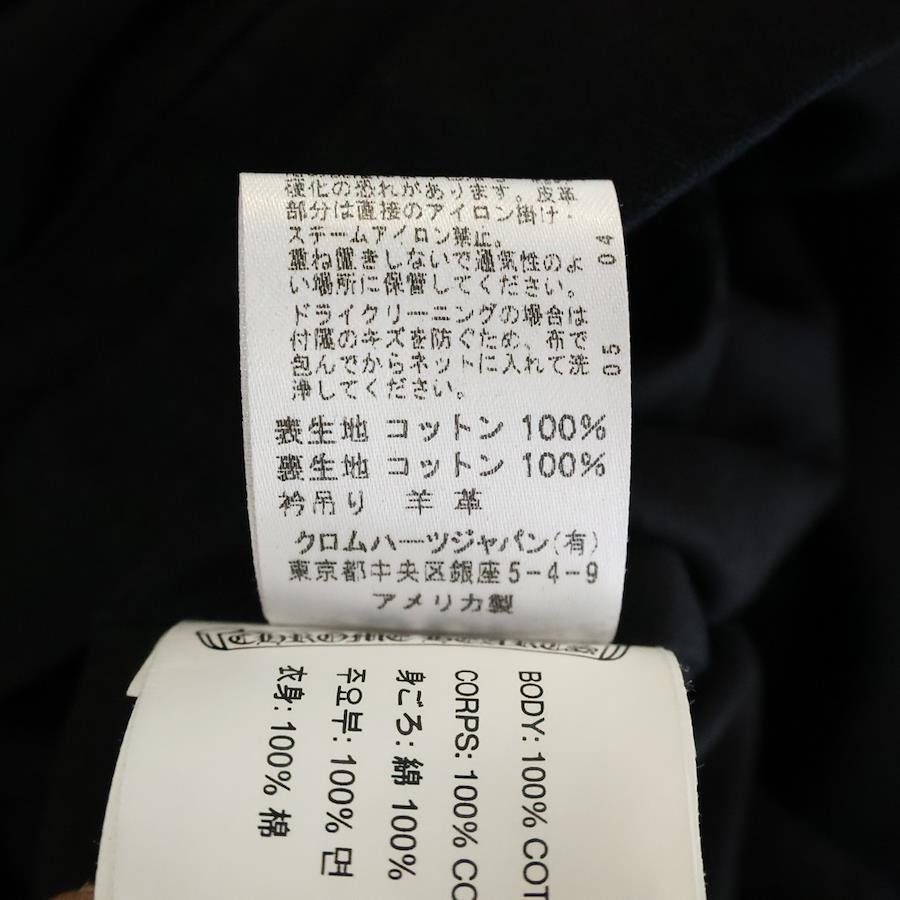 硬化の恐れがあります。皮革
部分は直接のアイロン掛け・
スチームアイロン禁止。
重ね置きしないで通気性のよ
い場所に保管してください。
ドライクリーニングの場合は
付属のキズを防ぐため、布で
包んでからネットに入れて洗
浄してください。
04
05
表生地 コットン 100%
裏生地 コットン 100%
衿吊り 羊革
クロムハーツジャパン(有)
東京都中央区銀座5-4-9
アメリカ製
CHROME HEARTS
BODY: 100% COT
CORPS: 100% CO
身ごろ: 綿 100%
주요부: 100% 면
衣身: 100% 棉